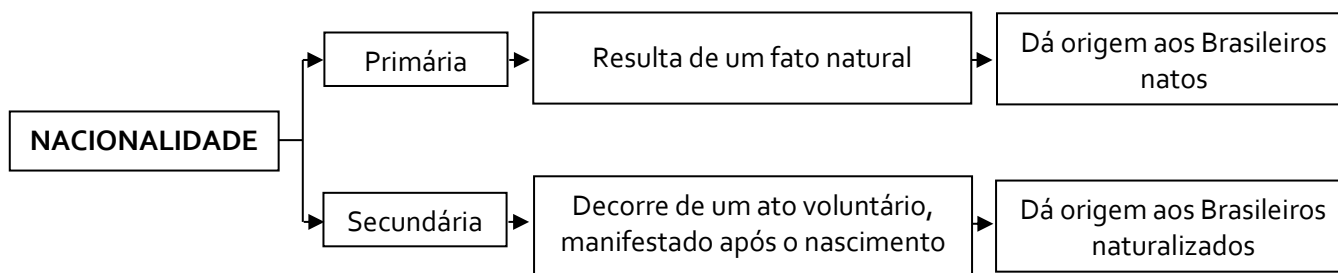 NACIONALIDADE
Primária
Resulta de um fato natural
Dá origem aos Brasileiros
natos
Secundária
Decorre de um ato voluntário,
manifestado após o nascimento
Dá origem aos Brasileiros
naturalizados